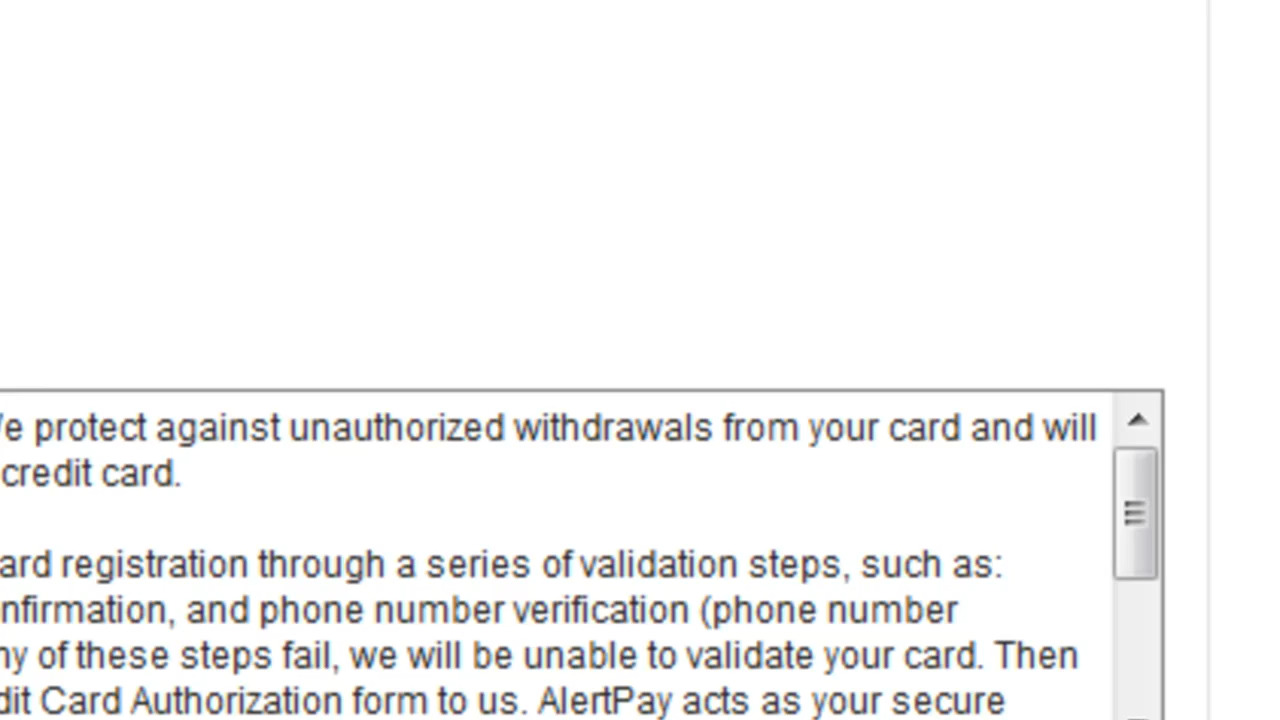 e protect against unauthorized withdrawals from your card and will
credit card.
ard registration through a series of validation steps, such as:
nfirmation, and phone number verification (phone number
ny of these steps fail, we will be unable to validate your card. Then
dit Card Authorization form to us. AlertPay acts as your secure